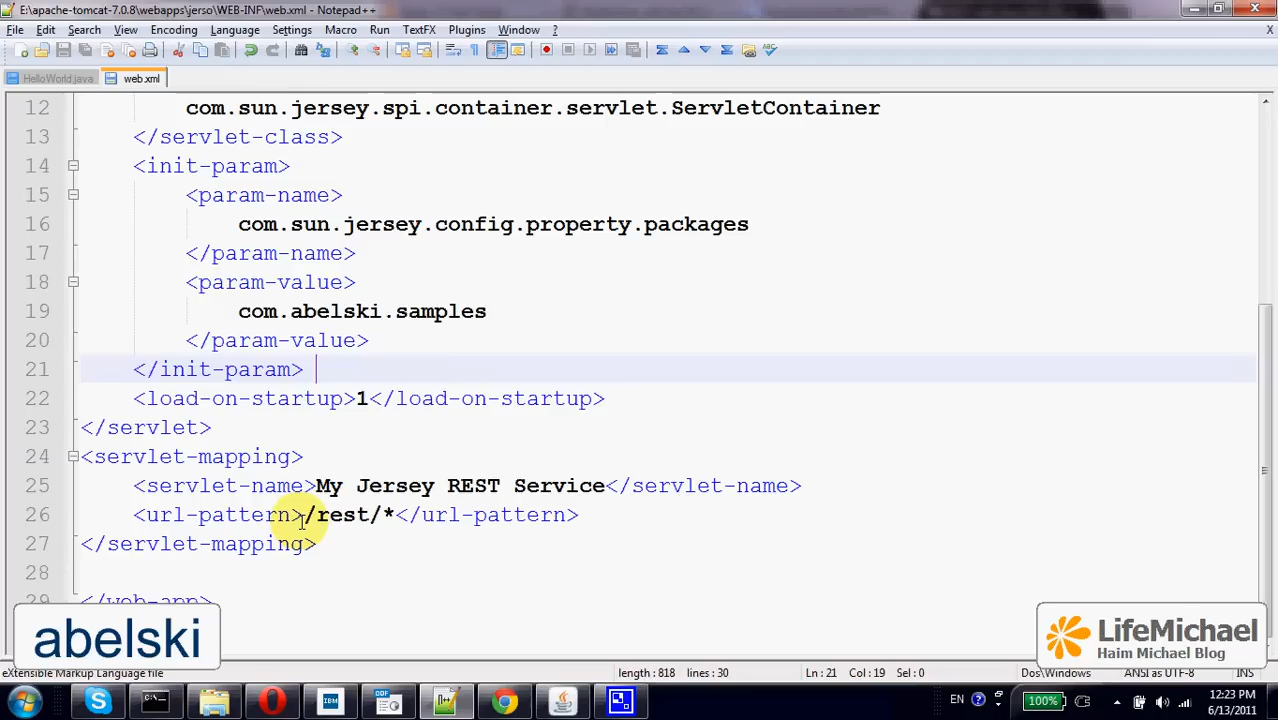 E:\apache-tomcat-7.0.8\webapps\jerso\WEB-INF\web.xml - Notepad++
File Edit Search View Encoding Language Settings Macro Run TextFX Plugins Window ? X
HelloWorld.java web.xml
12 com.sun.jersey.spi.container.servlet.ServletContainer
13 </servlet-class>
14 <init-param>
15 <param-name>
16 com.sun.jersey.config.property.packages
17 </param-name>
18 <param-value>
19 com.abelski.samples
20 </param-value>
21 </init-param>
22 <load-on-startup>1</load-on-startup>
23 </servlet>
24 <servlet-mapping>
25 <servlet-name>My Jersey REST Service</servlet-name>
26 <url-pattern>/rest/*</url-pattern>
27 </servlet-mapping>
28
29 </web-app>
abelski
LifeMichael
Haim Michael Blog
eXtensible Markup Language file length : 818 lines : 30 Ln : 21 Col : 19 Sel : 0 Dos\Windows ANSI as UTF-8 INS
IBM ODF EN 100% 12:23 PM
6/13/2011